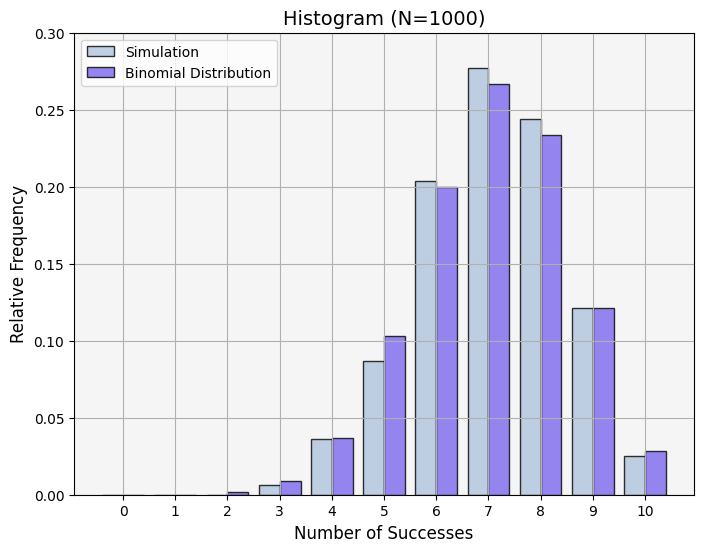 Histogram (N=1000)
Simulation
Binomial Distribution
Relative Frequency
0.30
0.25
0.20
0.15
0.10
0.05
0.00
0 1 2 3 4 5 6 7 8 9 10
Number of Successes